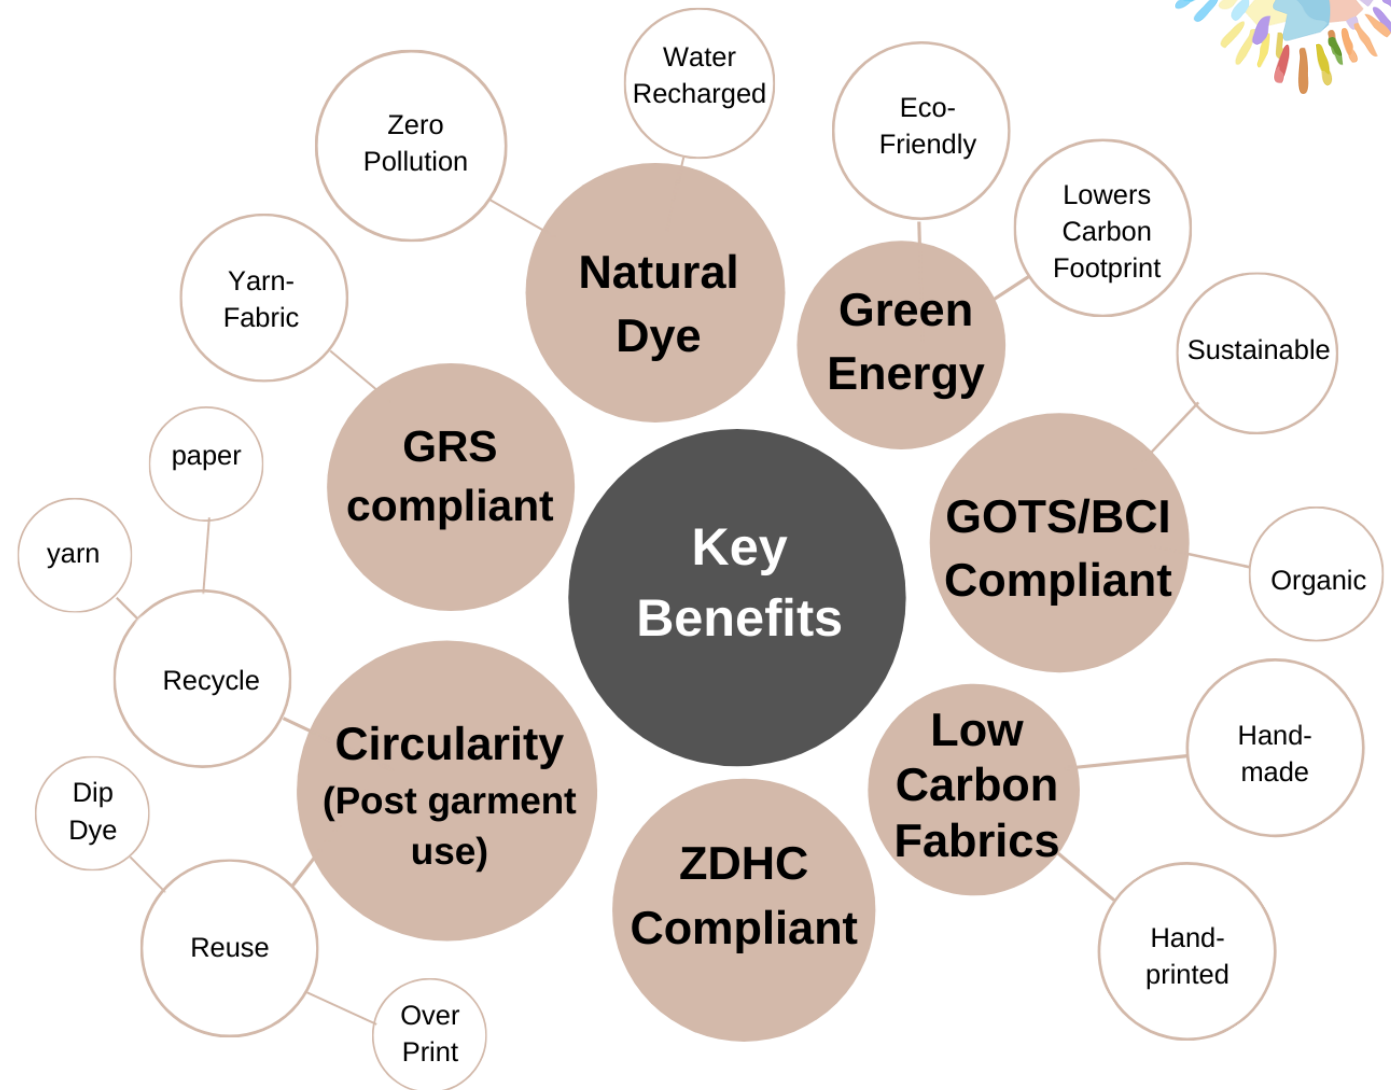 Water
Recharged
Zero
Pollution
Eco-
Friendly
Lowers
Carbon
Footprint
Yarn-
Fabric
Natural
Dye
Green
Energy
Sustainable
GRS
compliant
paper
yarn
Key
Benefits
GOTS/BCI
Compliant
Organic
Recycle
Circularity
(Post garment
use)
Low
Carbon
Fabrics
Hand-
made
Dip
Dye
ZDHC
Compliant
Reuse
Hand-
printed
Over
Print